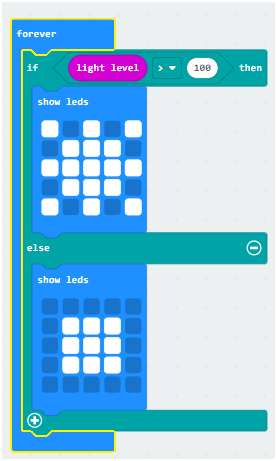 forever
if light level > 100 then
show leds
else
show leds